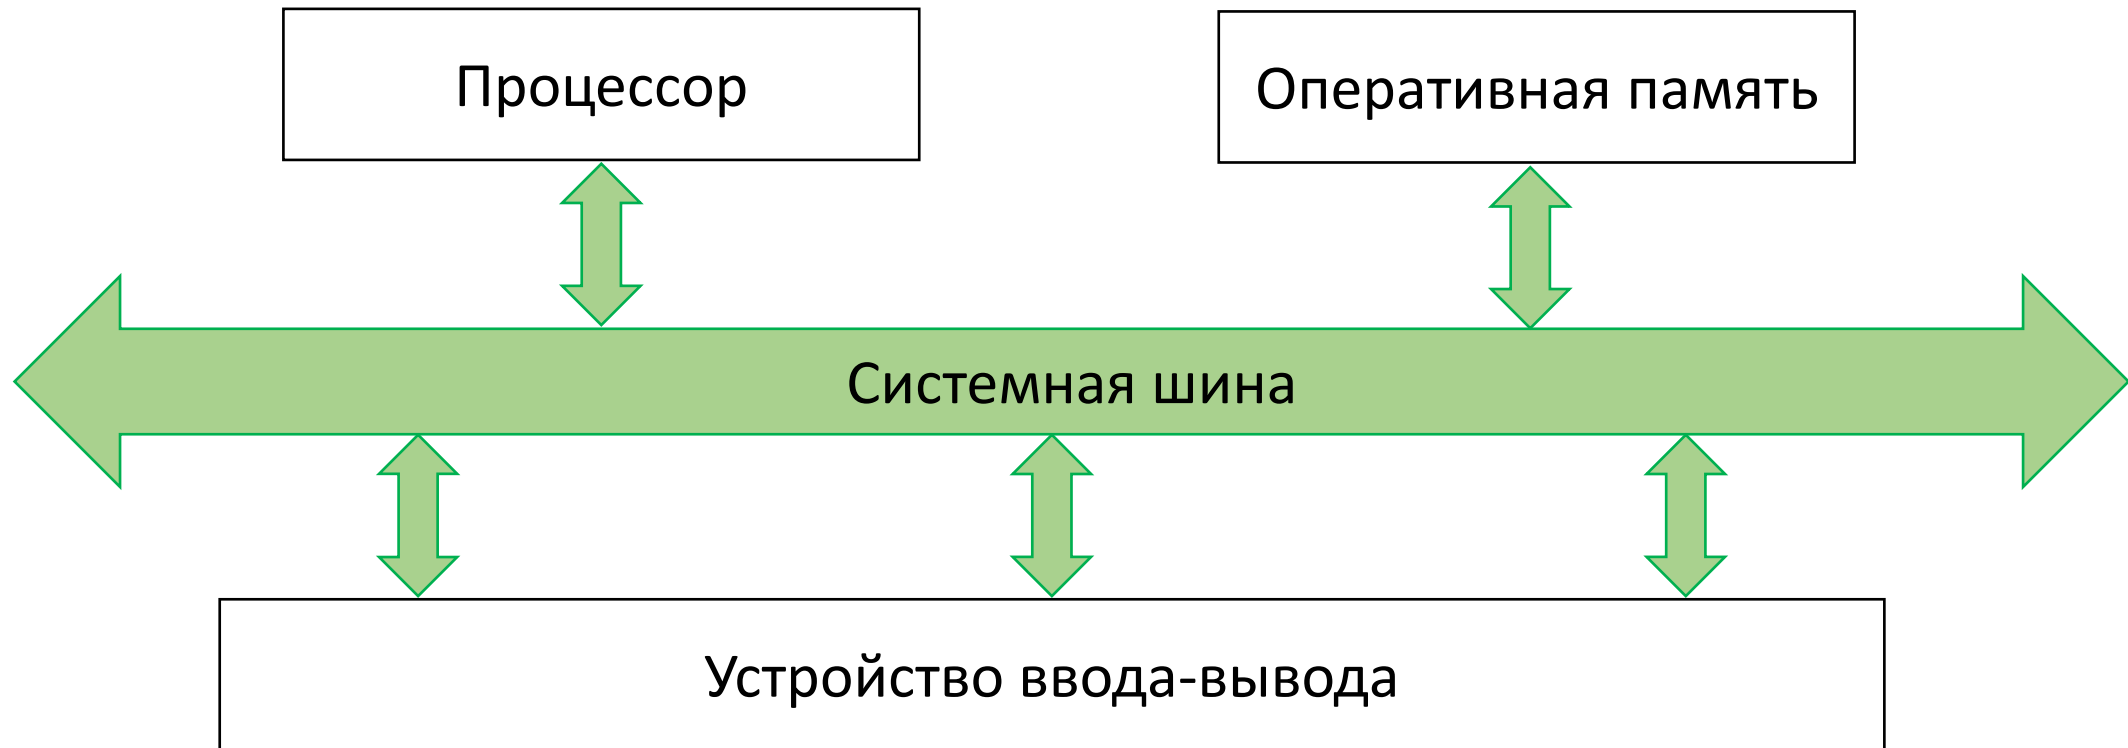 Процессор
Оперативная память
Системная шина
Устройство ввода-вывода